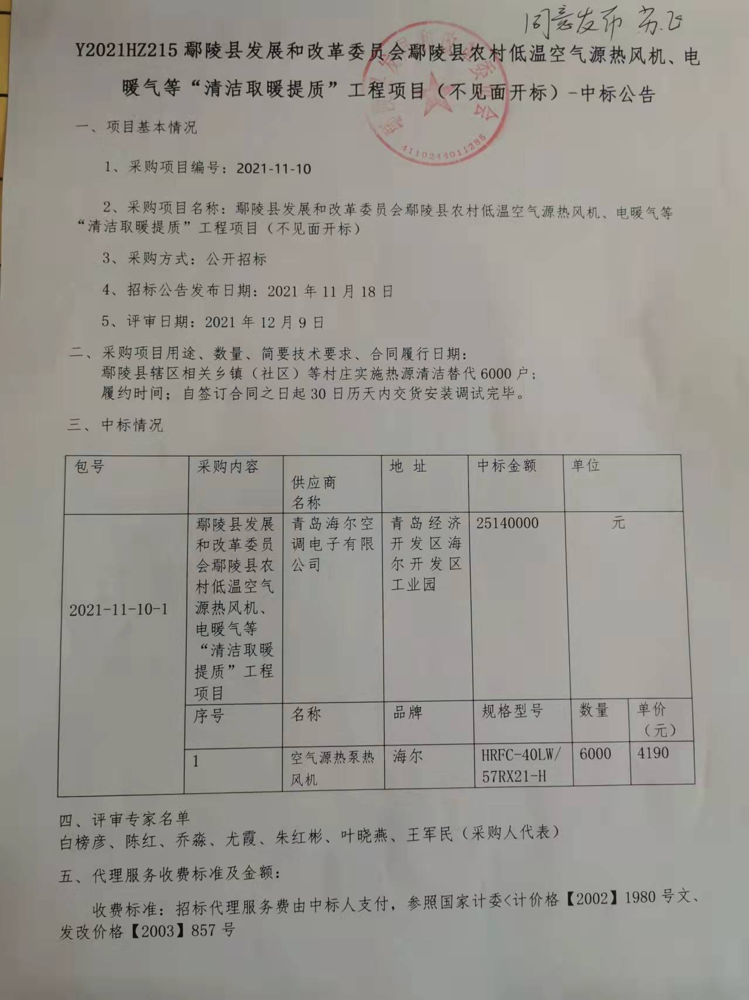 同意发布
Y2021HZ215 鄢陵县发展和改革委员会鄢陵县农村低温空气源热风机、电
暖气等“清洁取暖提质”工程项目（不见面开标）-中标公告
4110244011285
一、项目基本情况
1、采购项目编号：2021-11-10
2、采购项目名称：鄢陵县发展和改革委员会鄢陵县农村低温空气源热风机、电暖气等
“清洁取暖提质”工程项目（不见面开标）
3、采购方式：公开招标
4、招标公告发布日期：2021 年 11 月 18 日
5、评审日期：2021 年 12 月 9 日
二、采购项目用途、数量、简要技术要求、合同履行日期：
鄢陵县辖区相关乡镇（社区）等村庄实施热源清洁替代 6000 户；
履约时间；自签订合同之日起 30 日历天内交货安装调试完毕。
三、中标情况
包号
采购内容
供应商
名称
地 址
中标金额
单位
2021-11-10-1
鄢陵县发展
和改革委员
会鄢陵县农
村低温空气
源热风机、
电暖气等
“清洁取暖
提质”工程
项目
青岛海尔空
调电子有限
公司
青岛经济
开发区海
尔开发区
工业园
25140000
元
序号
名称
品牌
规格型号
数量
单价
（元）
1
空气源热泵热
风机
海尔
HRFC-40LW/
57RX21-H
6000
4190
四、评审专家名单
白榜彦、陈红、乔淼、尤霞、朱红彬、叶晓燕、王军民（采购人代表）
五、代理服务收费标准及金额：
收费标准：招标代理服务费由中标人支付，参照国家计委<计价格【2002】1980 号文、
发改价格【2003】857 号